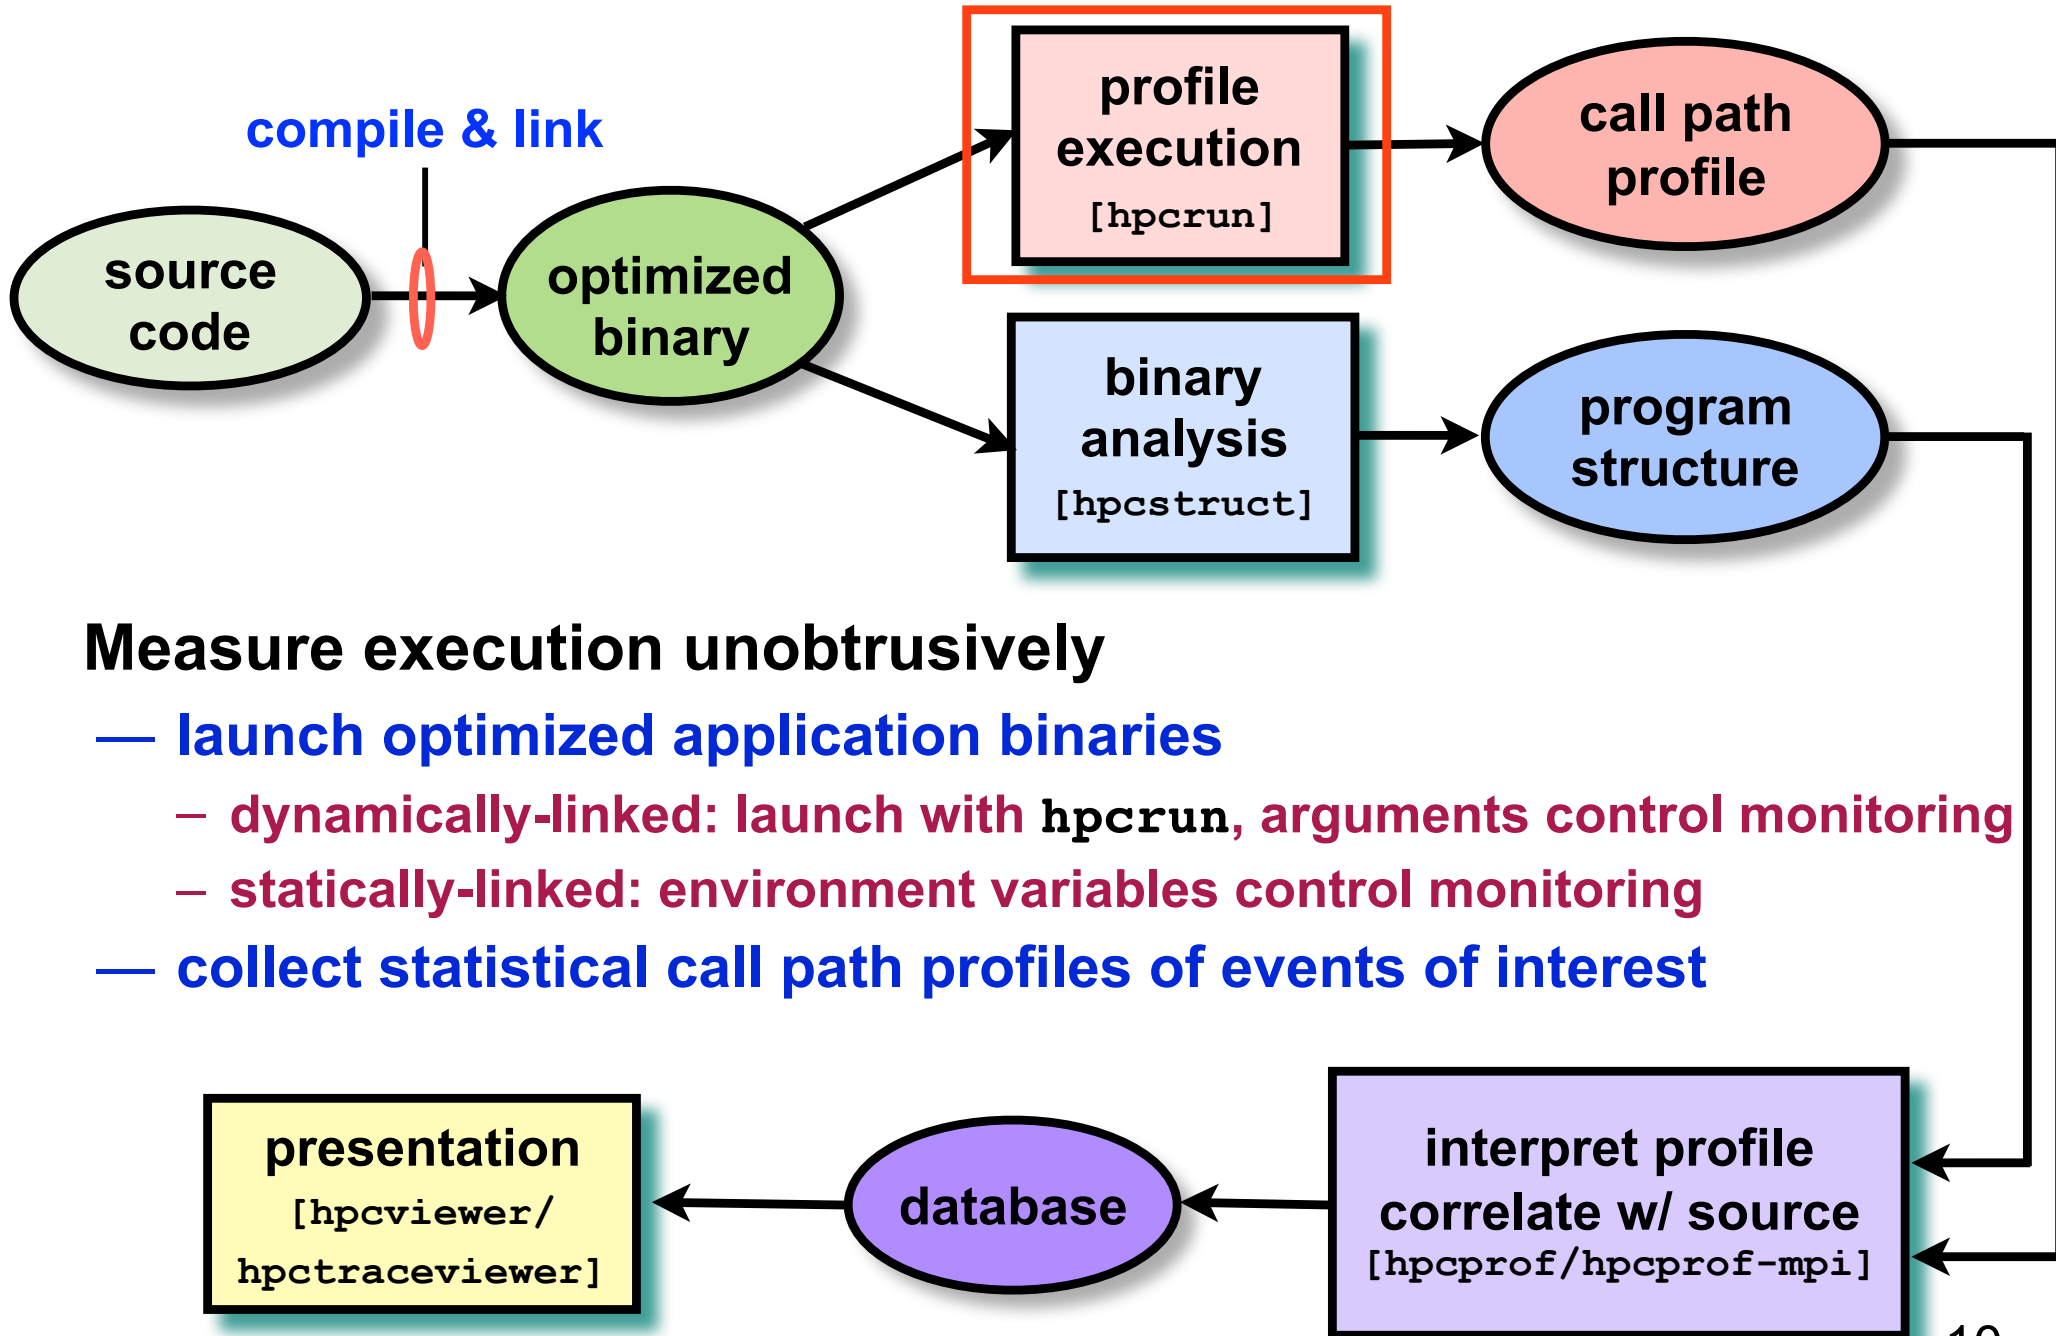 compile & link
source
code
optimized
binary
profile
execution
[hpcrun]
call path
profile
binary
analysis
[hpcstruct]
program
structure
Measure execution unobtrusively
— launch optimized application binaries
– dynamically-linked: launch with hpcrun, arguments control monitoring
– statically-linked: environment variables control monitoring
— collect statistical call path profiles of events of interest
presentation
[hpcviewer/
hpctraceviewer]
database
interpret profile
correlate w/ source
[hpcprof/hpcprof-mpi]